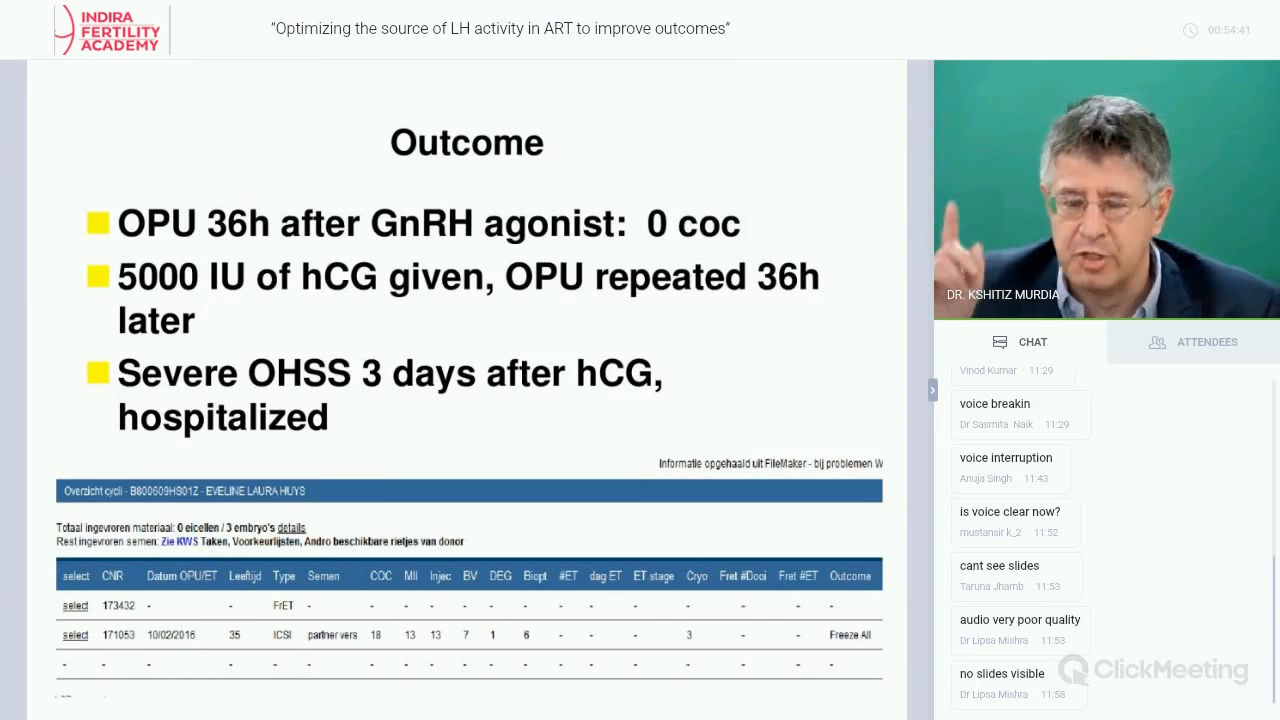 INDIRA
FERTILITY
ACADEMY
“Optimizing the source of LH activity in ART to improve outcomes”
00:54:41
Outcome
OPU 36h after GnRH agonist: 0 coc
5000 IU of hCG given, OPU repeated 36h
later
Severe OHSS 3 days after hCG,
hospitalized
Informatie opgehaald uit FileMaker - bij problemen W
Overzicht cycli - B800609HS01Z - EVELINE LAURA HUYS
Totaal ingevroren materiaal: 0 eicellen / 3 embryo's details
Rest ingevroren semen: Zie KWS Taken, Voorkeurlijsten, Andro beschikbare rietjes van donor
select CNR Datum OPU/ET Leeftijd Type Semen COC MII Injec BV DEG Biopt #ET dag ET ET stage Cryo Fret #Dooi Fret #ET Outcome
select 173432 - - FrET - - - - - - - - - - - - - -
select 171053 10/02/2016 35 ICSI partner vers 18 13 13 7 1 6 - - - 3 - - Freeze All
- - - - - - - - - - - - - - - - - - -
DR. KSHITIZ MURDIA
CHAT
ATTENDEES
Vinod Kumar · 11:29
voice breakin
Dr Sasmita Naik · 11:29
voice interruption
Anuja Singh · 11:43
is voice clear now?
mustansir k_2 · 11:52
cant see slides
Taruna Jhamb · 11:53
audio very poor quality
Dr Lipsa Mishra · 11:53
no slides visible
Dr Lipsa Mishra · 11:58
ClickMeeting